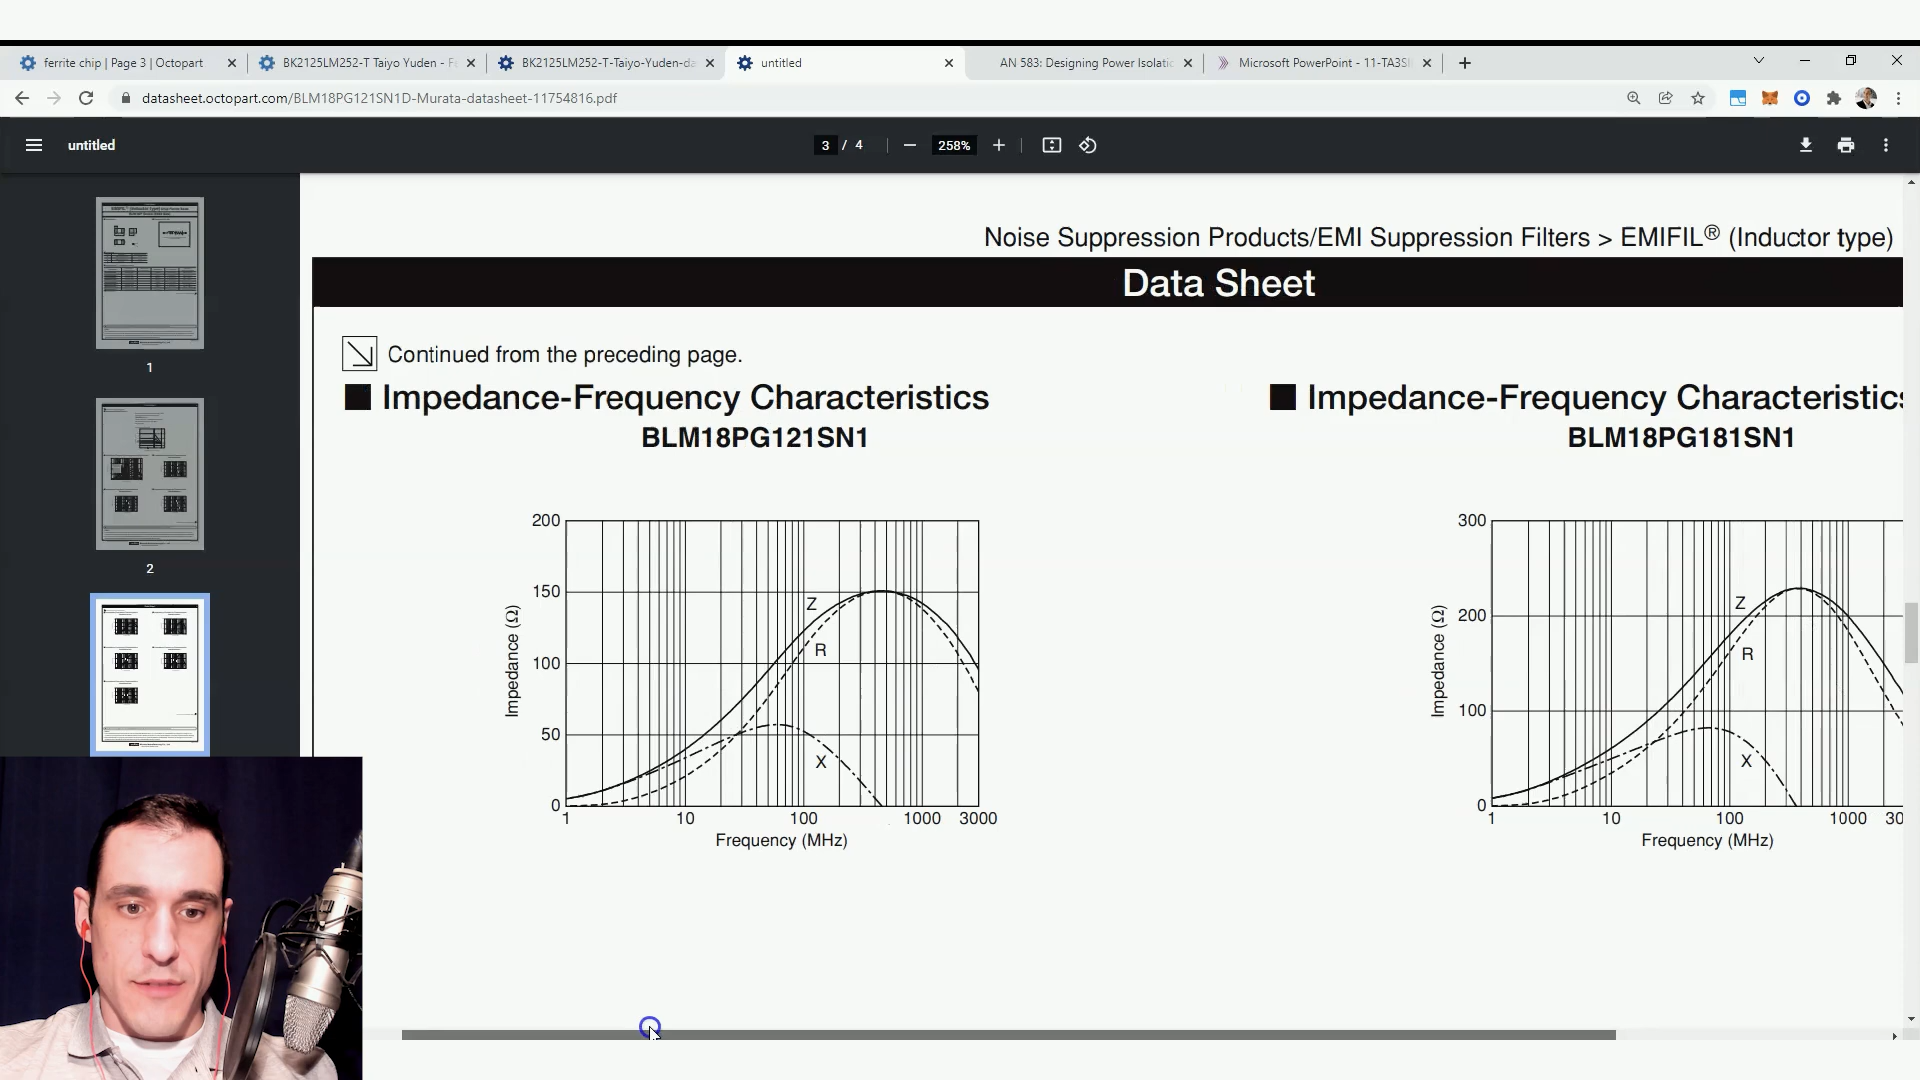 ferrite chip | Page 3 | Octopart
BK2125LM252-T Taiyo Yuden - F
BK2125LM252-T-Taiyo-Yuden-da
untitled
AN 583: Designing Power Isolatic
Microsoft PowerPoint - 11-TA3SI
datasheet.octopart.com/BLM18PG121SN1D-Murata-datasheet-11754816.pdf
untitled
3 / 4
258%
1
2
Noise Suppression Products/EMI Suppression Filters > EMIFIL® (Inductor type)
Data Sheet
Continued from the preceding page.
Impedance-Frequency Characteristics
BLM18PG121SN1
200
150
100
50
0
Impedance (Ω)
Z
R
X
1 10 100 1000 3000
Frequency (MHz)
Impedance-Frequency Characteristics
BLM18PG181SN1
300
200
100
0
Impedance (Ω)
Z
R
X
1 10 100 1000 30
Frequency (MHz)